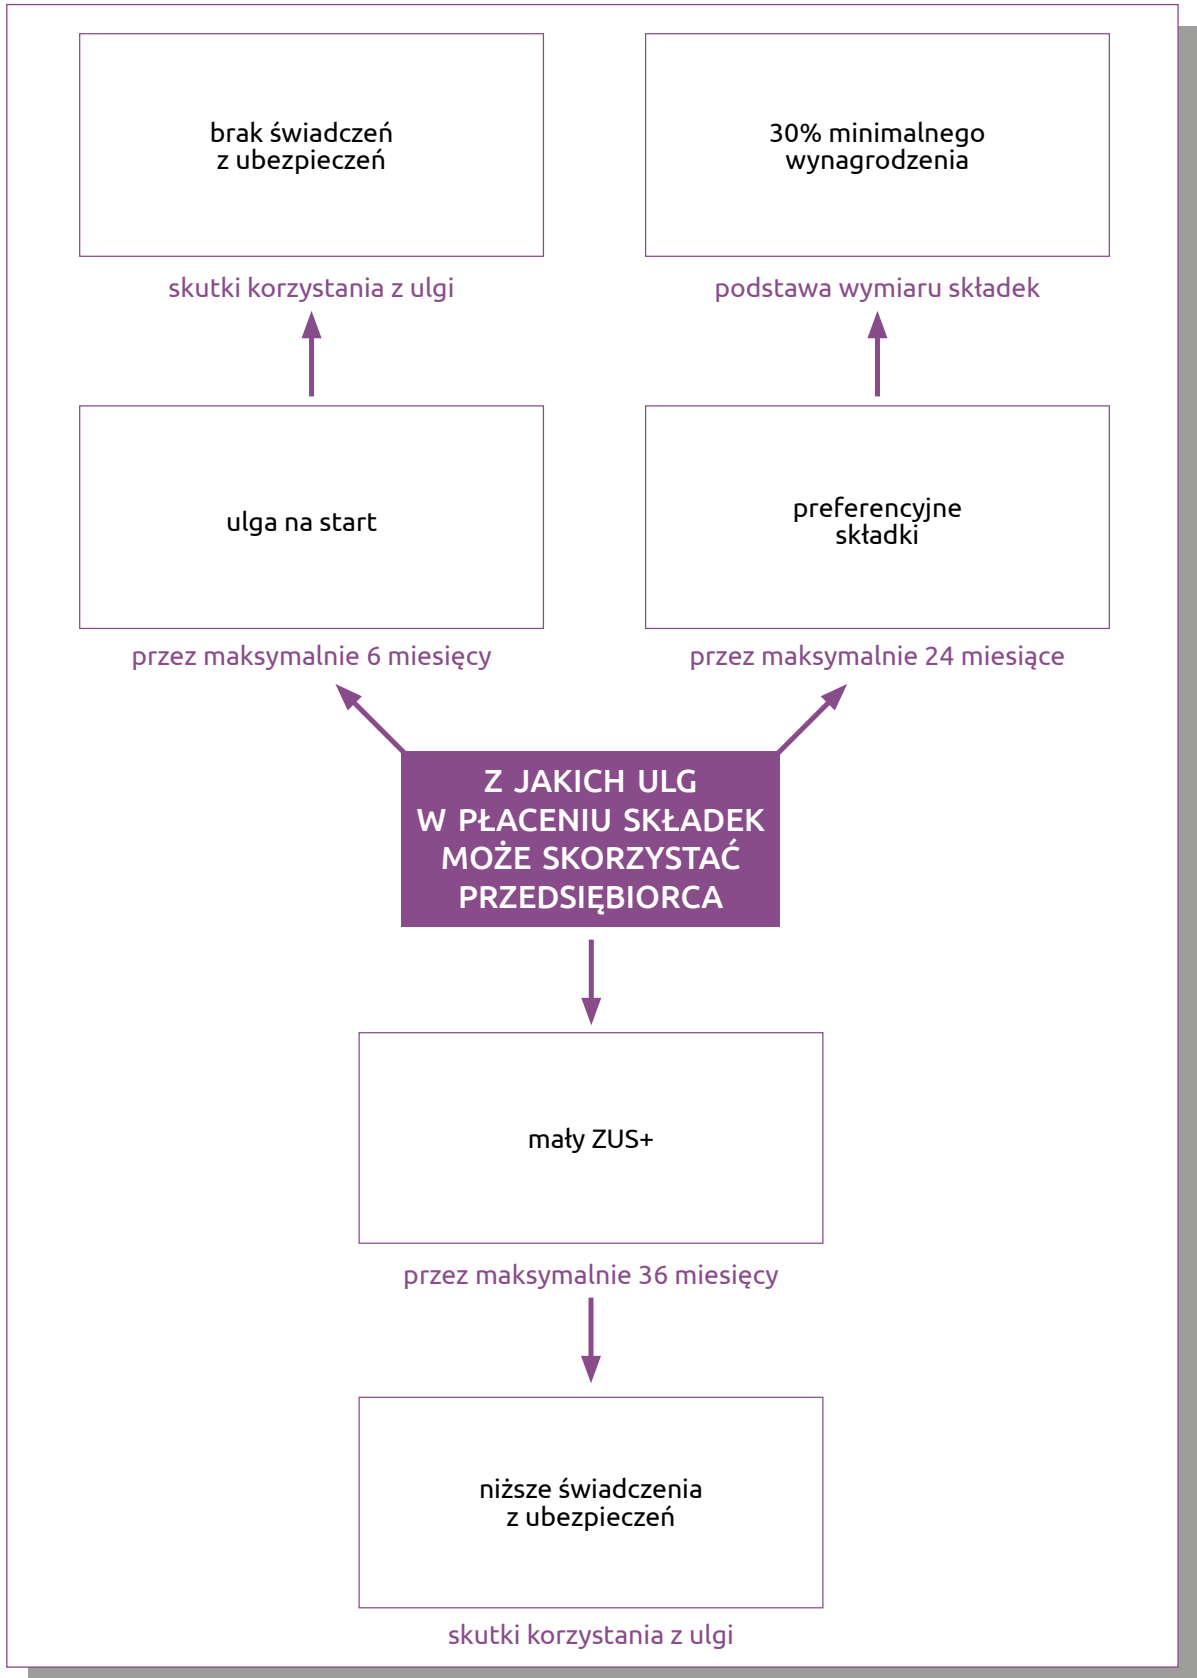 brak świadczeń
z ubezpieczeń
skutki korzystania z ulgi
30% minimalnego
wynagrodzenia
podstawa wymiaru składek
ulga na start
przez maksymalnie 6 miesięcy
preferencyjne
składki
przez maksymalnie 24 miesiące
Z JAKICH ULG
W PŁACENIU SKŁADEK
MOŻE SKORZYSTAĆ
PRZEDSIĘBIORCA
mały ZUS+
przez maksymalnie 36 miesięcy
niższe świadczenia
z ubezpieczeń
skutki korzystania z ulgi